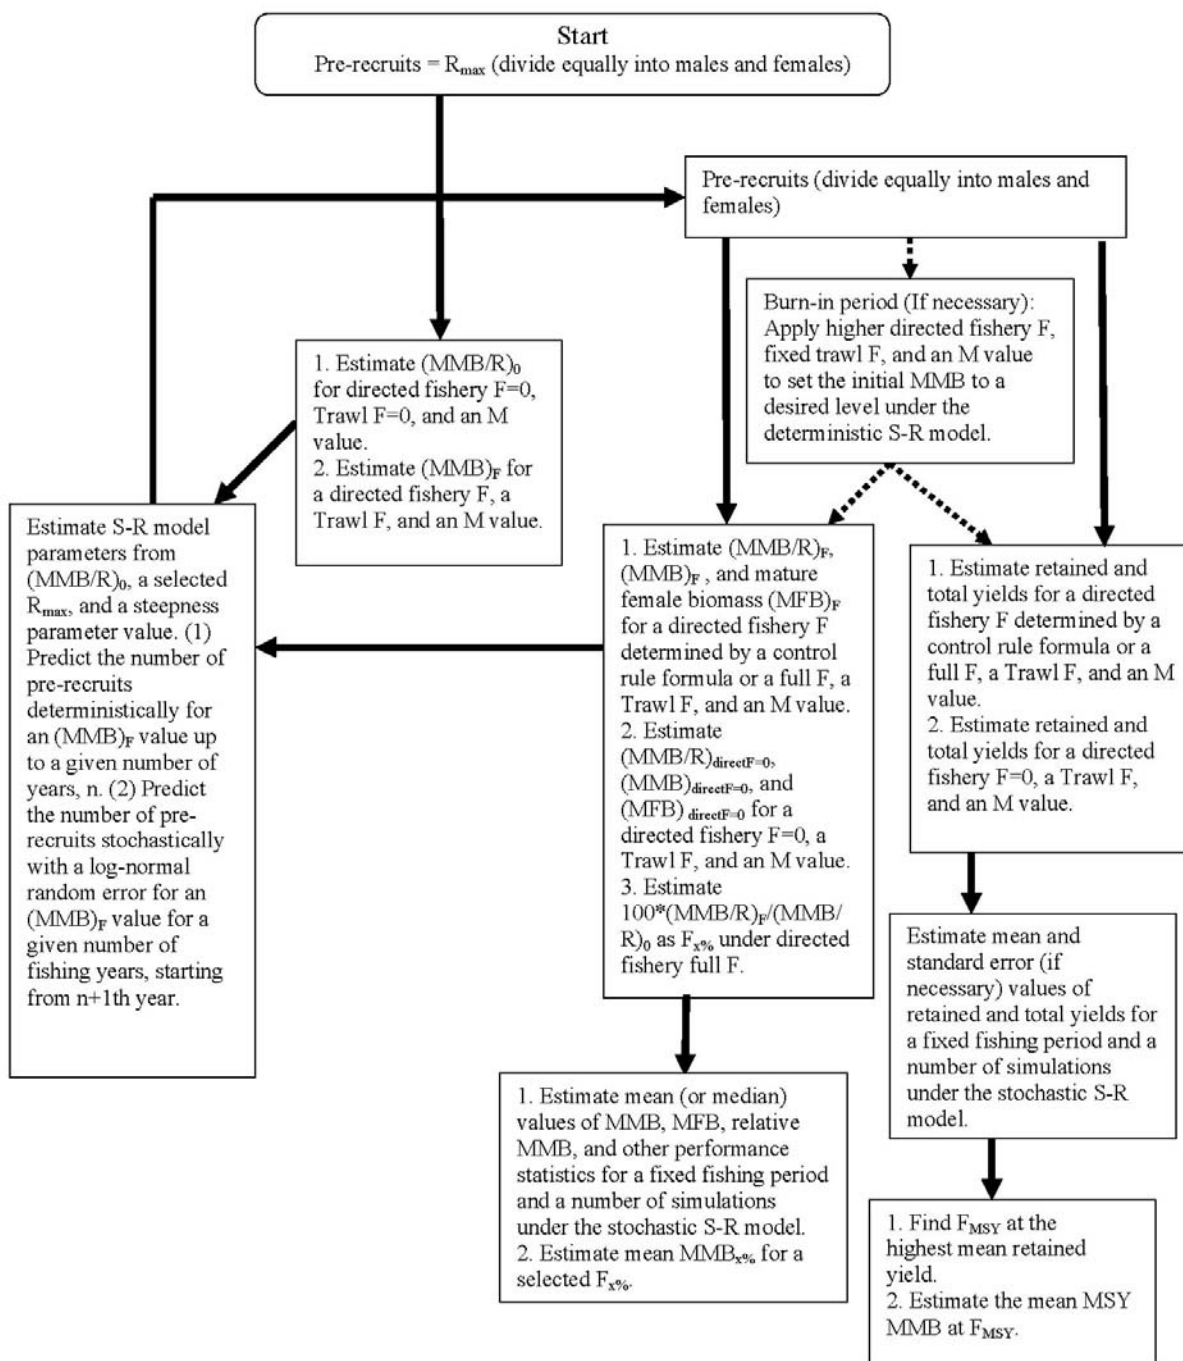 Start
Pre-recruits = Rmax (divide equally into males and females)
Pre-recruits (divide equally into males and
females)
Burn-in period (If necessary):
Apply higher directed fishery F,
fixed trawl F, and an M value
to set the initial MMB to a
desired level under the
deterministic S-R model.
1. Estimate (MMB/R)0
for directed fishery F=0,
Trawl F=0, and an M
value.
2. Estimate (MMB)F for
a directed fishery F, a
Trawl F, and an M value.
Estimate S-R model
parameters from
(MMB/R)0, a selected
Rmax, and a steepness
parameter value. (1)
Predict the number of
pre-recruits
deterministically for
an (MMB)F value up
to a given number of
years, n. (2) Predict
the number of pre-
recruits stochastically
with a log-normal
random error for an
(MMB)F value for a
given number of
fishing years, starting
from n+1th year.
1. Estimate (MMB/R)F,
(MMB)F , and mature
female biomass (MFB)F
for a directed fishery F
determined by a control
rule formula or a full F, a
Trawl F, and an M value.
2. Estimate
(MMB/R)directF=0,
(MMB)directF=0, and
(MFB) directF=0 for a
directed fishery F=0, a
Trawl F, and an M value.
3. Estimate
100*(MMB/R)F/(MMB/
R)0 as Fx% under directed
fishery full F.
1. Estimate retained and
total yields for a directed
fishery F determined by a
control rule formula or a
full F, a Trawl F, and an M
value.
2. Estimate retained and
total yields for a directed
fishery F=0, a Trawl F,
and an M value.
Estimate mean and
standard error (if
necessary) values of
retained and total yields for
a fixed fishing period and a
number of simulations
under the stochastic S-R
model.
1. Estimate mean (or median)
values of MMB, MFB, relative
MMB, and other performance
statistics for a fixed fishing period
and a number of simulations
under the stochastic S-R model.
2. Estimate mean MMBx% for a
selected Fx%.
1. Find FMSY at the
highest mean retained
yield.
2. Estimate the mean MSY
MMB at FMSY.